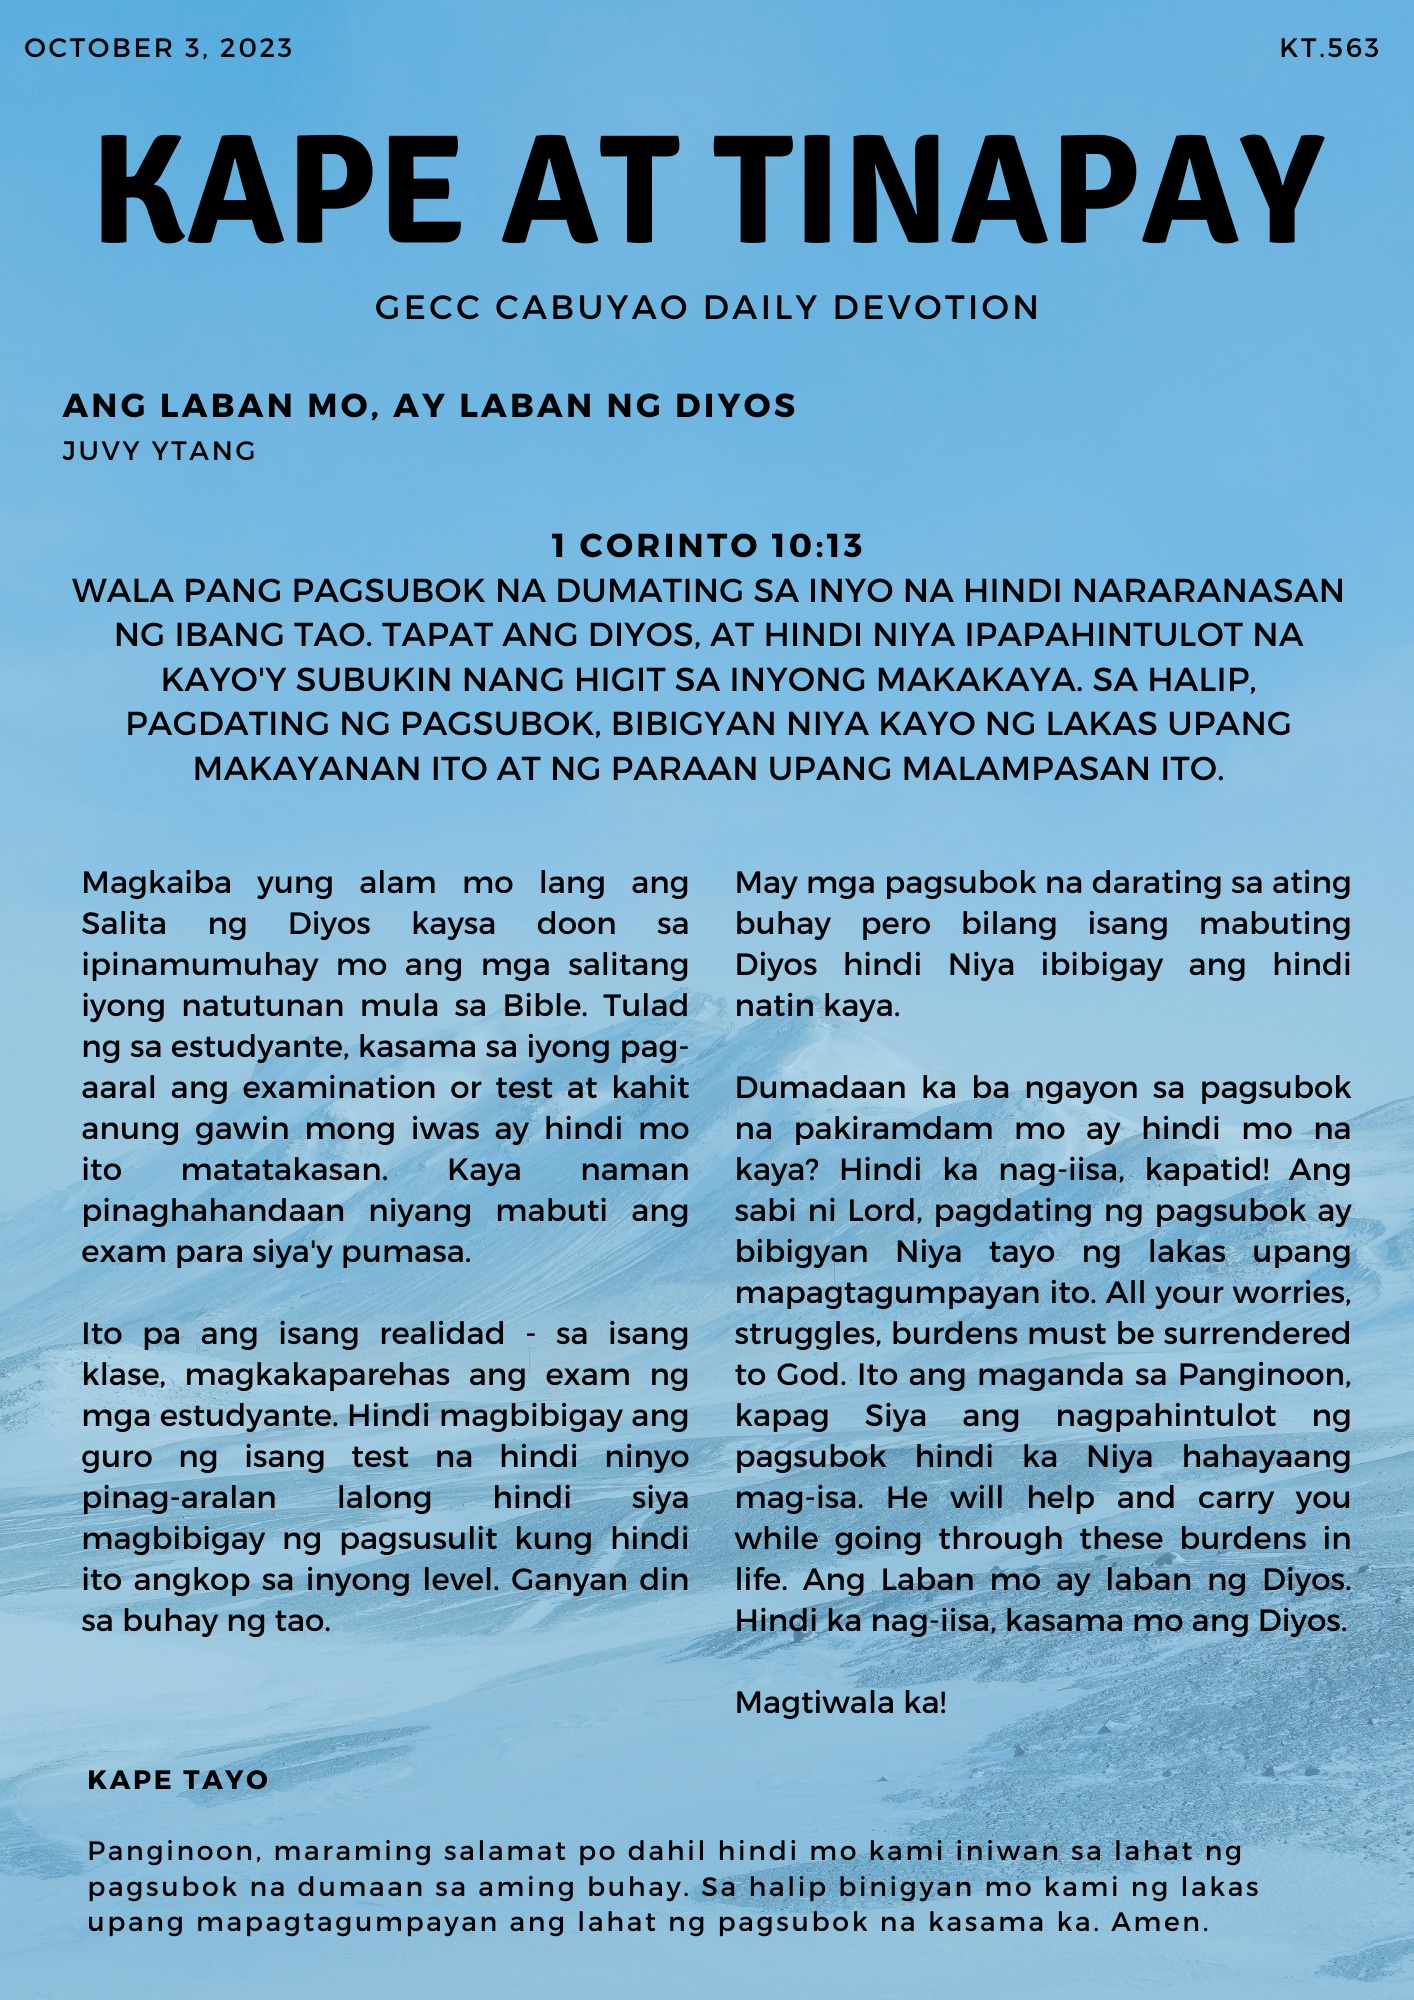 OCTOBER 3, 2023
KT.563
KAPE AT TINAPAY
GECC CABUYAO DAILY DEVOTION
ANG LABAN MO, AY LABAN NG DIYOS
JUVY YTANG
1 CORINTO 10:13
WALA PANG PAGSUBOK NA DUMATING SA INYO NA HINDI NARARANASAN
NG IBANG TAO. TAPAT ANG DIYOS, AT HINDI NIYA IPAPAHINTULOT NA
KAYO'Y SUBUKIN NANG HIGIT SA INYONG MAKAKAYA. SA HALIP,
PAGDATING NG PAGSUBOK, BIBIGYAN NIYA KAYO NG LAKAS UPANG
MAKAYANAN ITO AT NG PARAAN UPANG MALAMPASAN ITO.
Magkaiba yung alam mo lang ang
Salita ng Diyos kaysa doon sa
ipinamumuhay mo ang mga salitang
iyong natutunan mula sa Bible. Tulad
ng sa estudyante, kasama sa iyong pag-
aaral ang examination or test at kahit
anung gawin mong iwas ay hindi mo
ito matatakasan. Kaya naman
pinaghahandaan niyang mabuti ang
exam para siya'y pumasa.
Ito pa ang isang realidad - sa isang
klase, magkakaparehas ang exam ng
mga estudyante. Hindi magbibigay ang
guro ng isang test na hindi ninyo
pinag-aralan lalong hindi siya
magbibigay ng pagsusulit kung hindi
ito angkop sa inyong level. Ganyan din
sa buhay ng tao.
May mga pagsubok na darating sa ating
buhay pero bilang isang mabuting
Diyos hindi Niya ibibigay ang hindi
natin kaya.
Dumadaan ka ba ngayon sa pagsubok
na pakiramdam mo ay hindi mo na
kaya? Hindi ka nag-iisa, kapatid! Ang
sabi ni Lord, pagdating ng pagsubok ay
bibigyan Niya tayo ng lakas upang
mapagtagumpayan ito. All your worries,
struggles, burdens must be surrendered
to God. Ito ang maganda sa Panginoon,
kapag Siya ang nagpahintulot ng
pagsubok hindi ka Niya hahayaang
mag-isa. He will help and carry you
while going through these burdens in
life. Ang Laban mo ay laban ng Diyos.
Hindi ka nag-iisa, kasama mo ang Diyos.
Magtiwala ka!
KAPE TAYO
Panginoon, maraming salamat po dahil hindi mo kami iniwan sa lahat ng
pagsubok na dumaan sa aming buhay. Sa halip binigyan mo kami ng lakas
upang mapagtagumpayan ang lahat ng pagsubok na kasama ka. Amen.